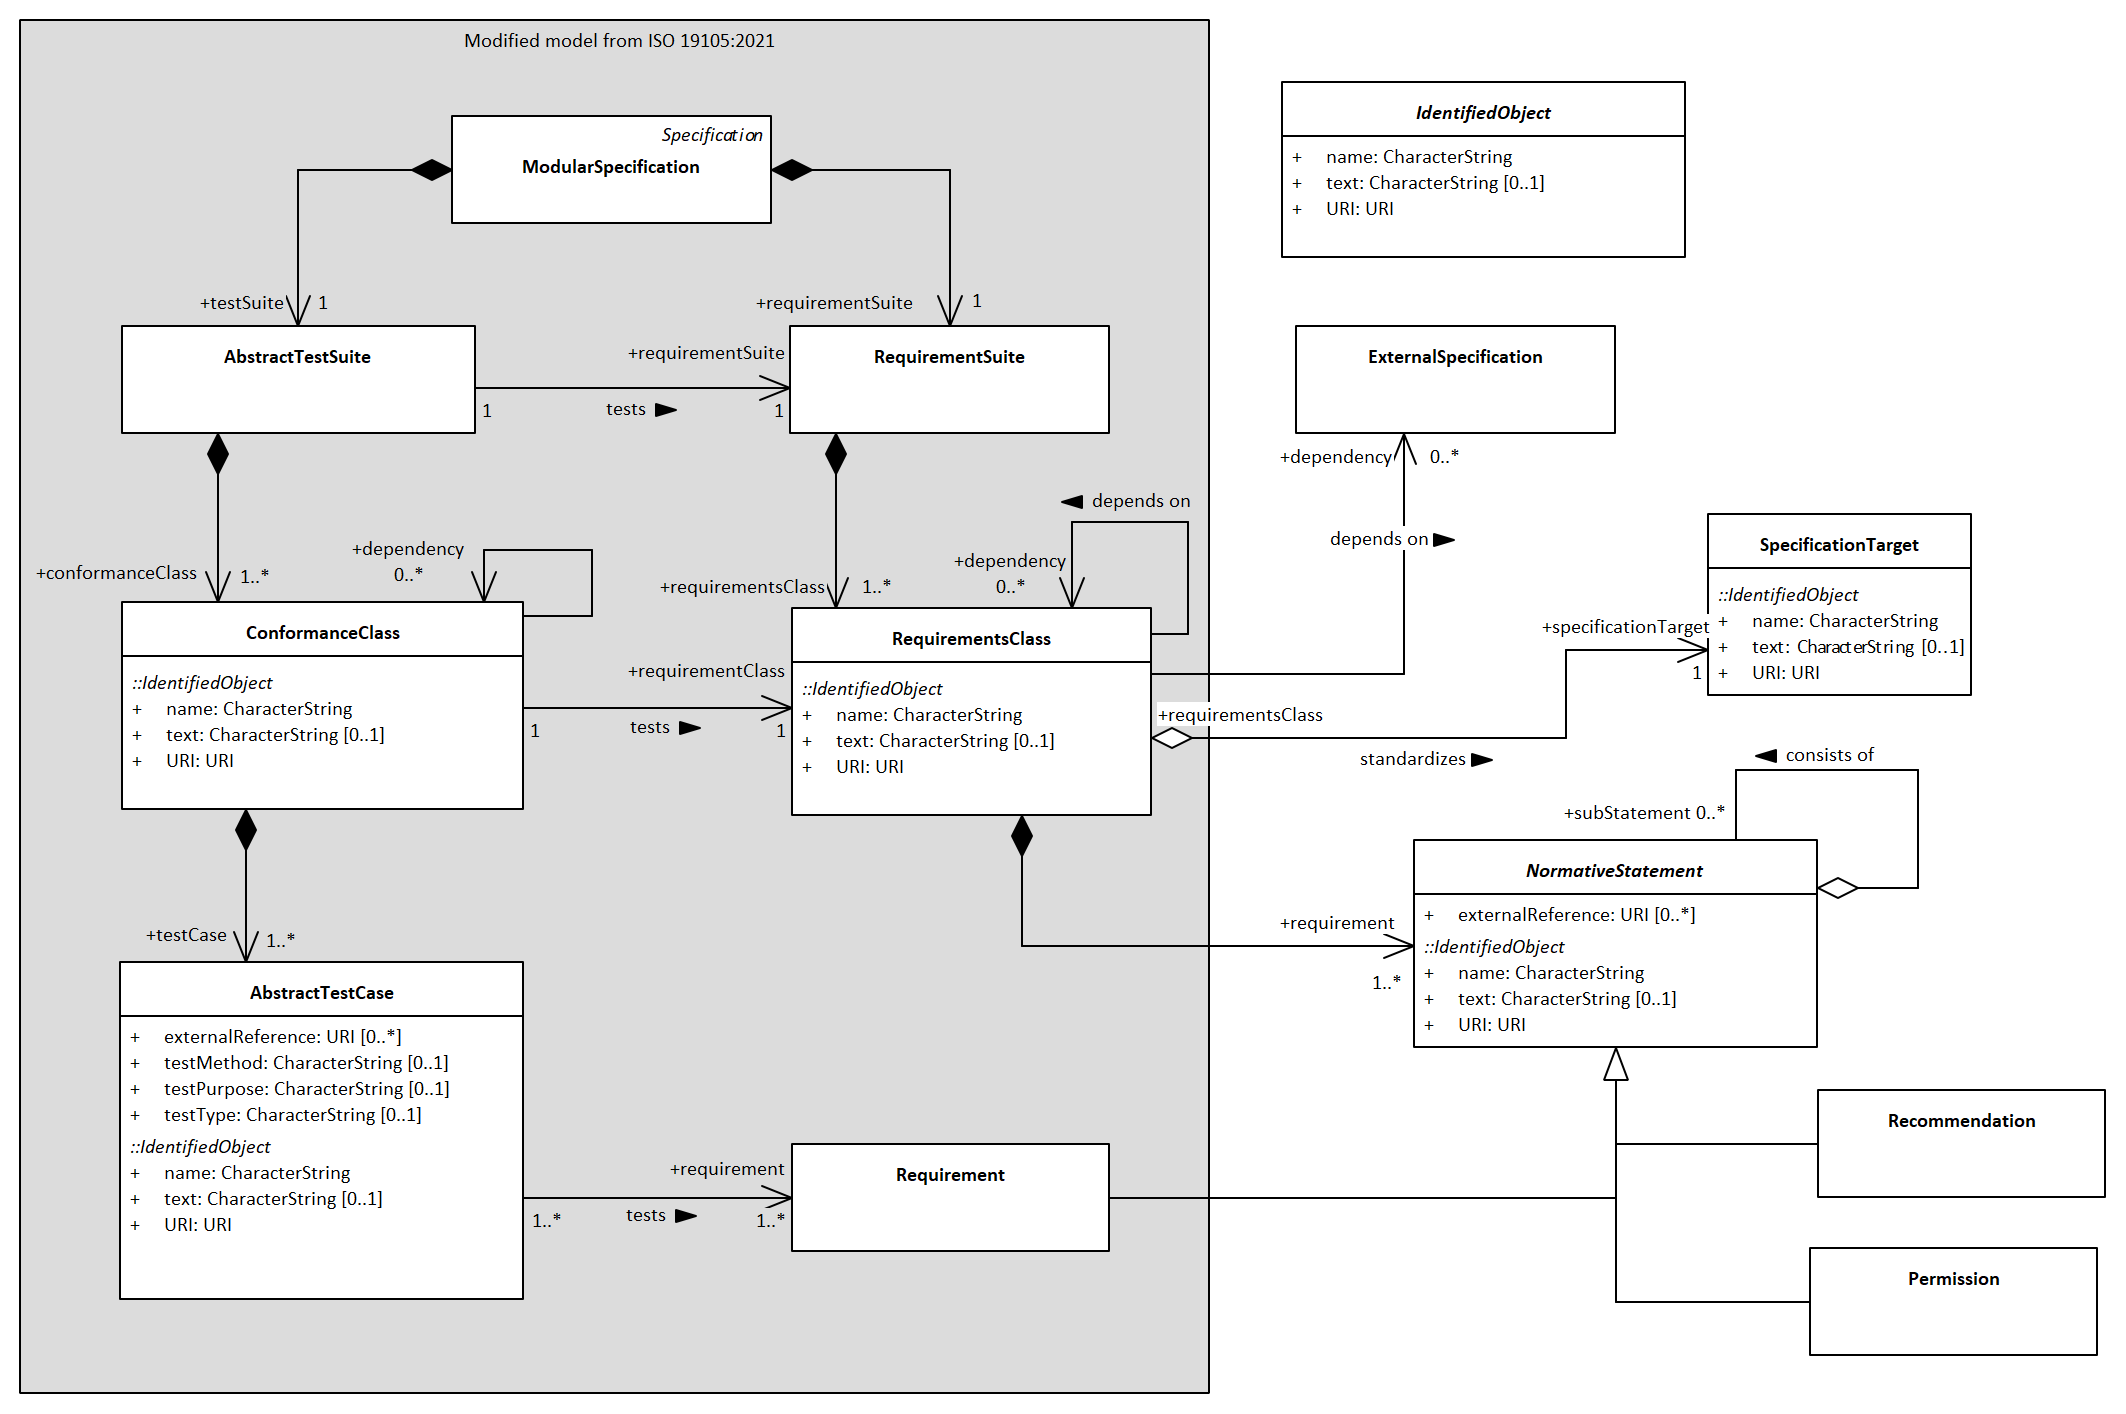 Modified model from ISO 19105:2021
Specification
ModularSpecification
IdentifiedObject
+ name: CharacterString
+ text: CharacterString [0..1]
+ URI: URI
+testSuite 1
+requirementSuite 1
AbstractTestSuite
+requirementSuite
1 tests 1
RequirementSuite
ExternalSpecification
+dependency 0..*
depends on
+conformanceClass 1..*
+dependency
0..*
+requirementsClass 1..*
+dependency
0..*
depends on
SpecificationTarget
::IdentifiedObject
+ name: CharacterString
+ text: CharacterString [0..1]
+ URI: URI
+specificationTarget
1
ConformanceClass
::IdentifiedObject
+ name: CharacterString
+ text: CharacterString [0..1]
+ URI: URI
+requirementClass
1 tests 1
RequirementsClass
::IdentifiedObject
+ name: CharacterString
+ text: CharacterString [0..1]
+ URI: URI
+requirementsClass
standardizes
consists of
+subStatement 0..*
NormativeStatement
+ externalReference: URI [0..*]
::IdentifiedObject
+ name: CharacterString
+ text: CharacterString [0..1]
+ URI: URI
+requirement
1..*
+testCase 1..*
AbstractTestCase
+ externalReference: URI [0..*]
+ testMethod: CharacterString [0..1]
+ testPurpose: CharacterString [0..1]
+ testType: CharacterString [0..1]
::IdentifiedObject
+ name: CharacterString
+ text: CharacterString [0..1]
+ URI: URI
+requirement
1..* tests 1..*
Requirement
Recommendation
Permission